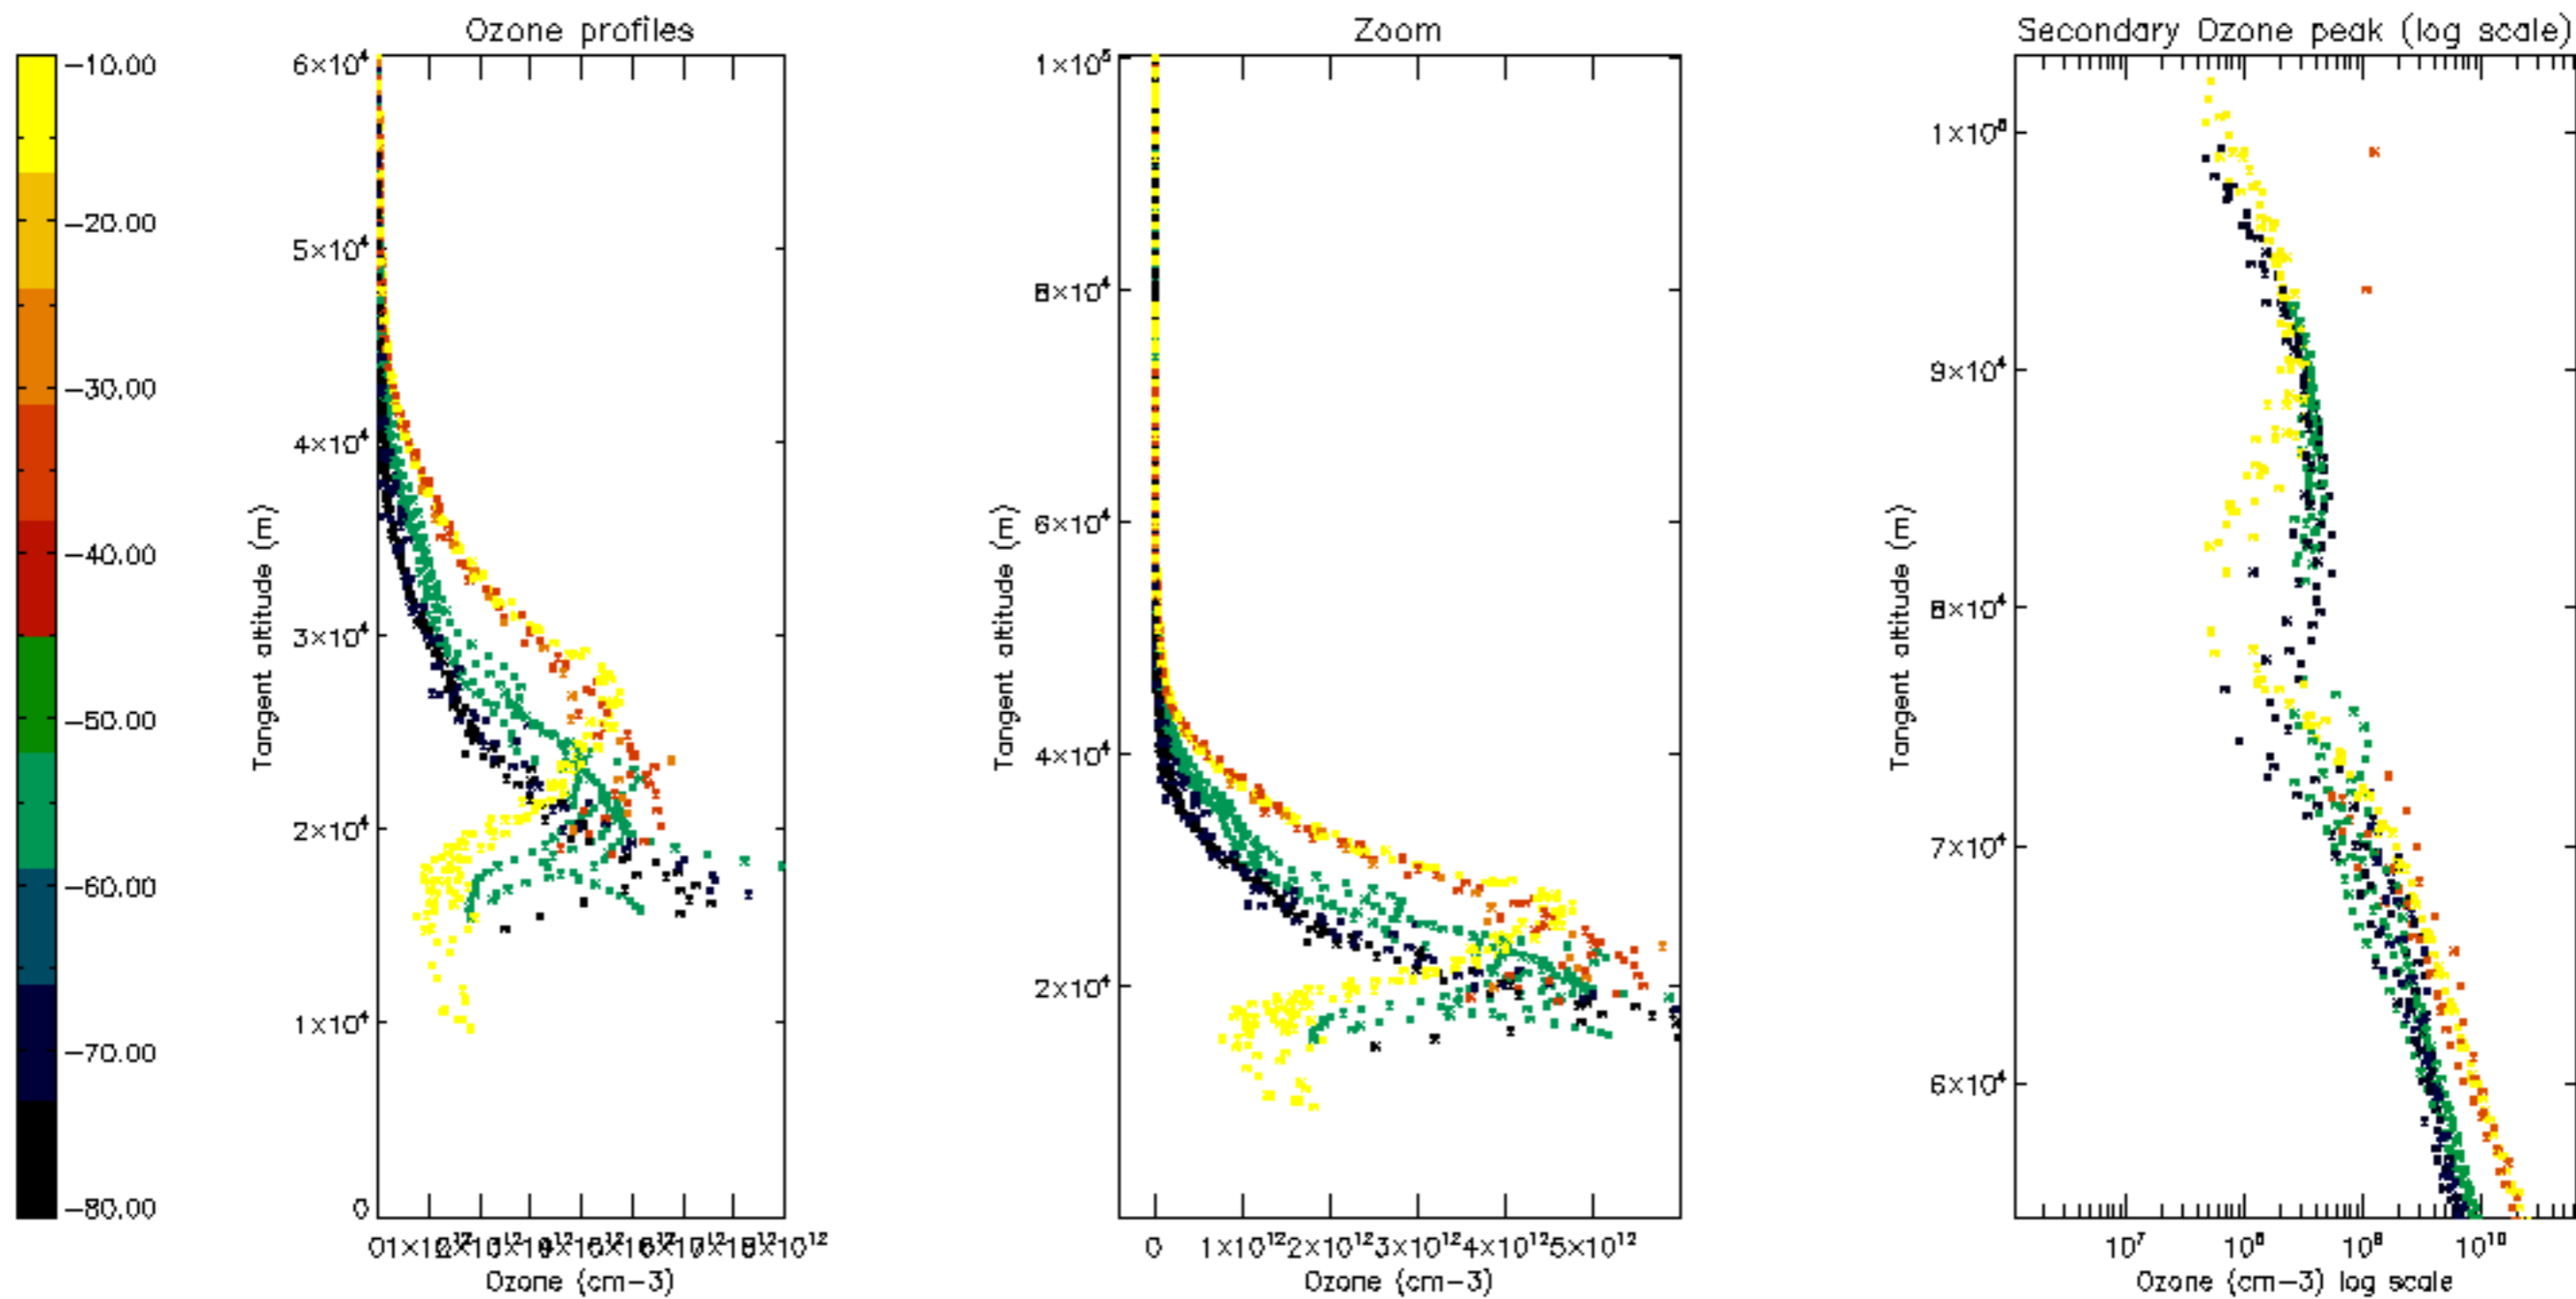 Ozone profiles
Zoom
Secondary Ozone peak (log scale)
-10.00
-20.00
-30.00
-40.00
-50.00
-60.00
-70.00
-80.00
6×10⁴
5×10⁴
4×10⁴
3×10⁴
2×10⁴
1×10⁴
0
Tangent altitude (m)
Ozone (cm-3)
1×10⁵
8×10⁴
6×10⁴
4×10⁴
2×10⁴
Tangent altitude (m)
0 1×10¹² 2×10¹² 3×10¹² 4×10¹² 5×10¹²
Ozone (cm-3)
9×10⁴
8×10⁴
7×10⁴
6×10⁴
Tangent altitude (m)
10⁷ 10⁸ 10⁹ 10¹⁰
Ozone (cm-3) log scale